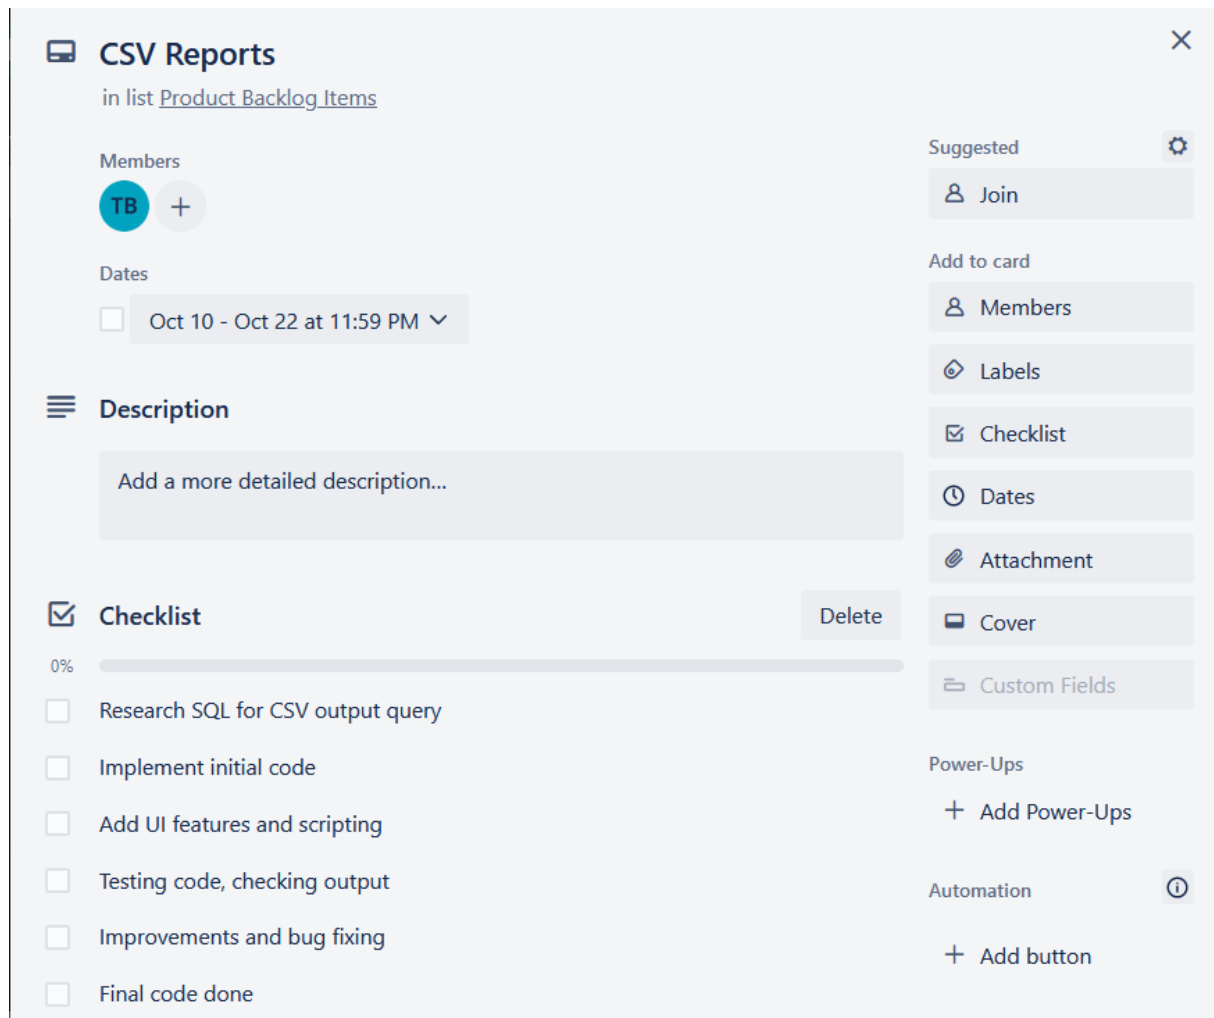 CSV Reports
in list Product Backlog Items
Members
TB
Dates
Oct 10 - Oct 22 at 11:59 PM
Description
Add a more detailed description...
Checklist
Delete
0%
Research SQL for CSV output query
Implement initial code
Add UI features and scripting
Testing code, checking output
Improvements and bug fixing
Final code done
Suggested
Join
Add to card
Members
Labels
Checklist
Dates
Attachment
Cover
Custom Fields
Power-Ups
+ Add Power-Ups
Automation
+ Add button